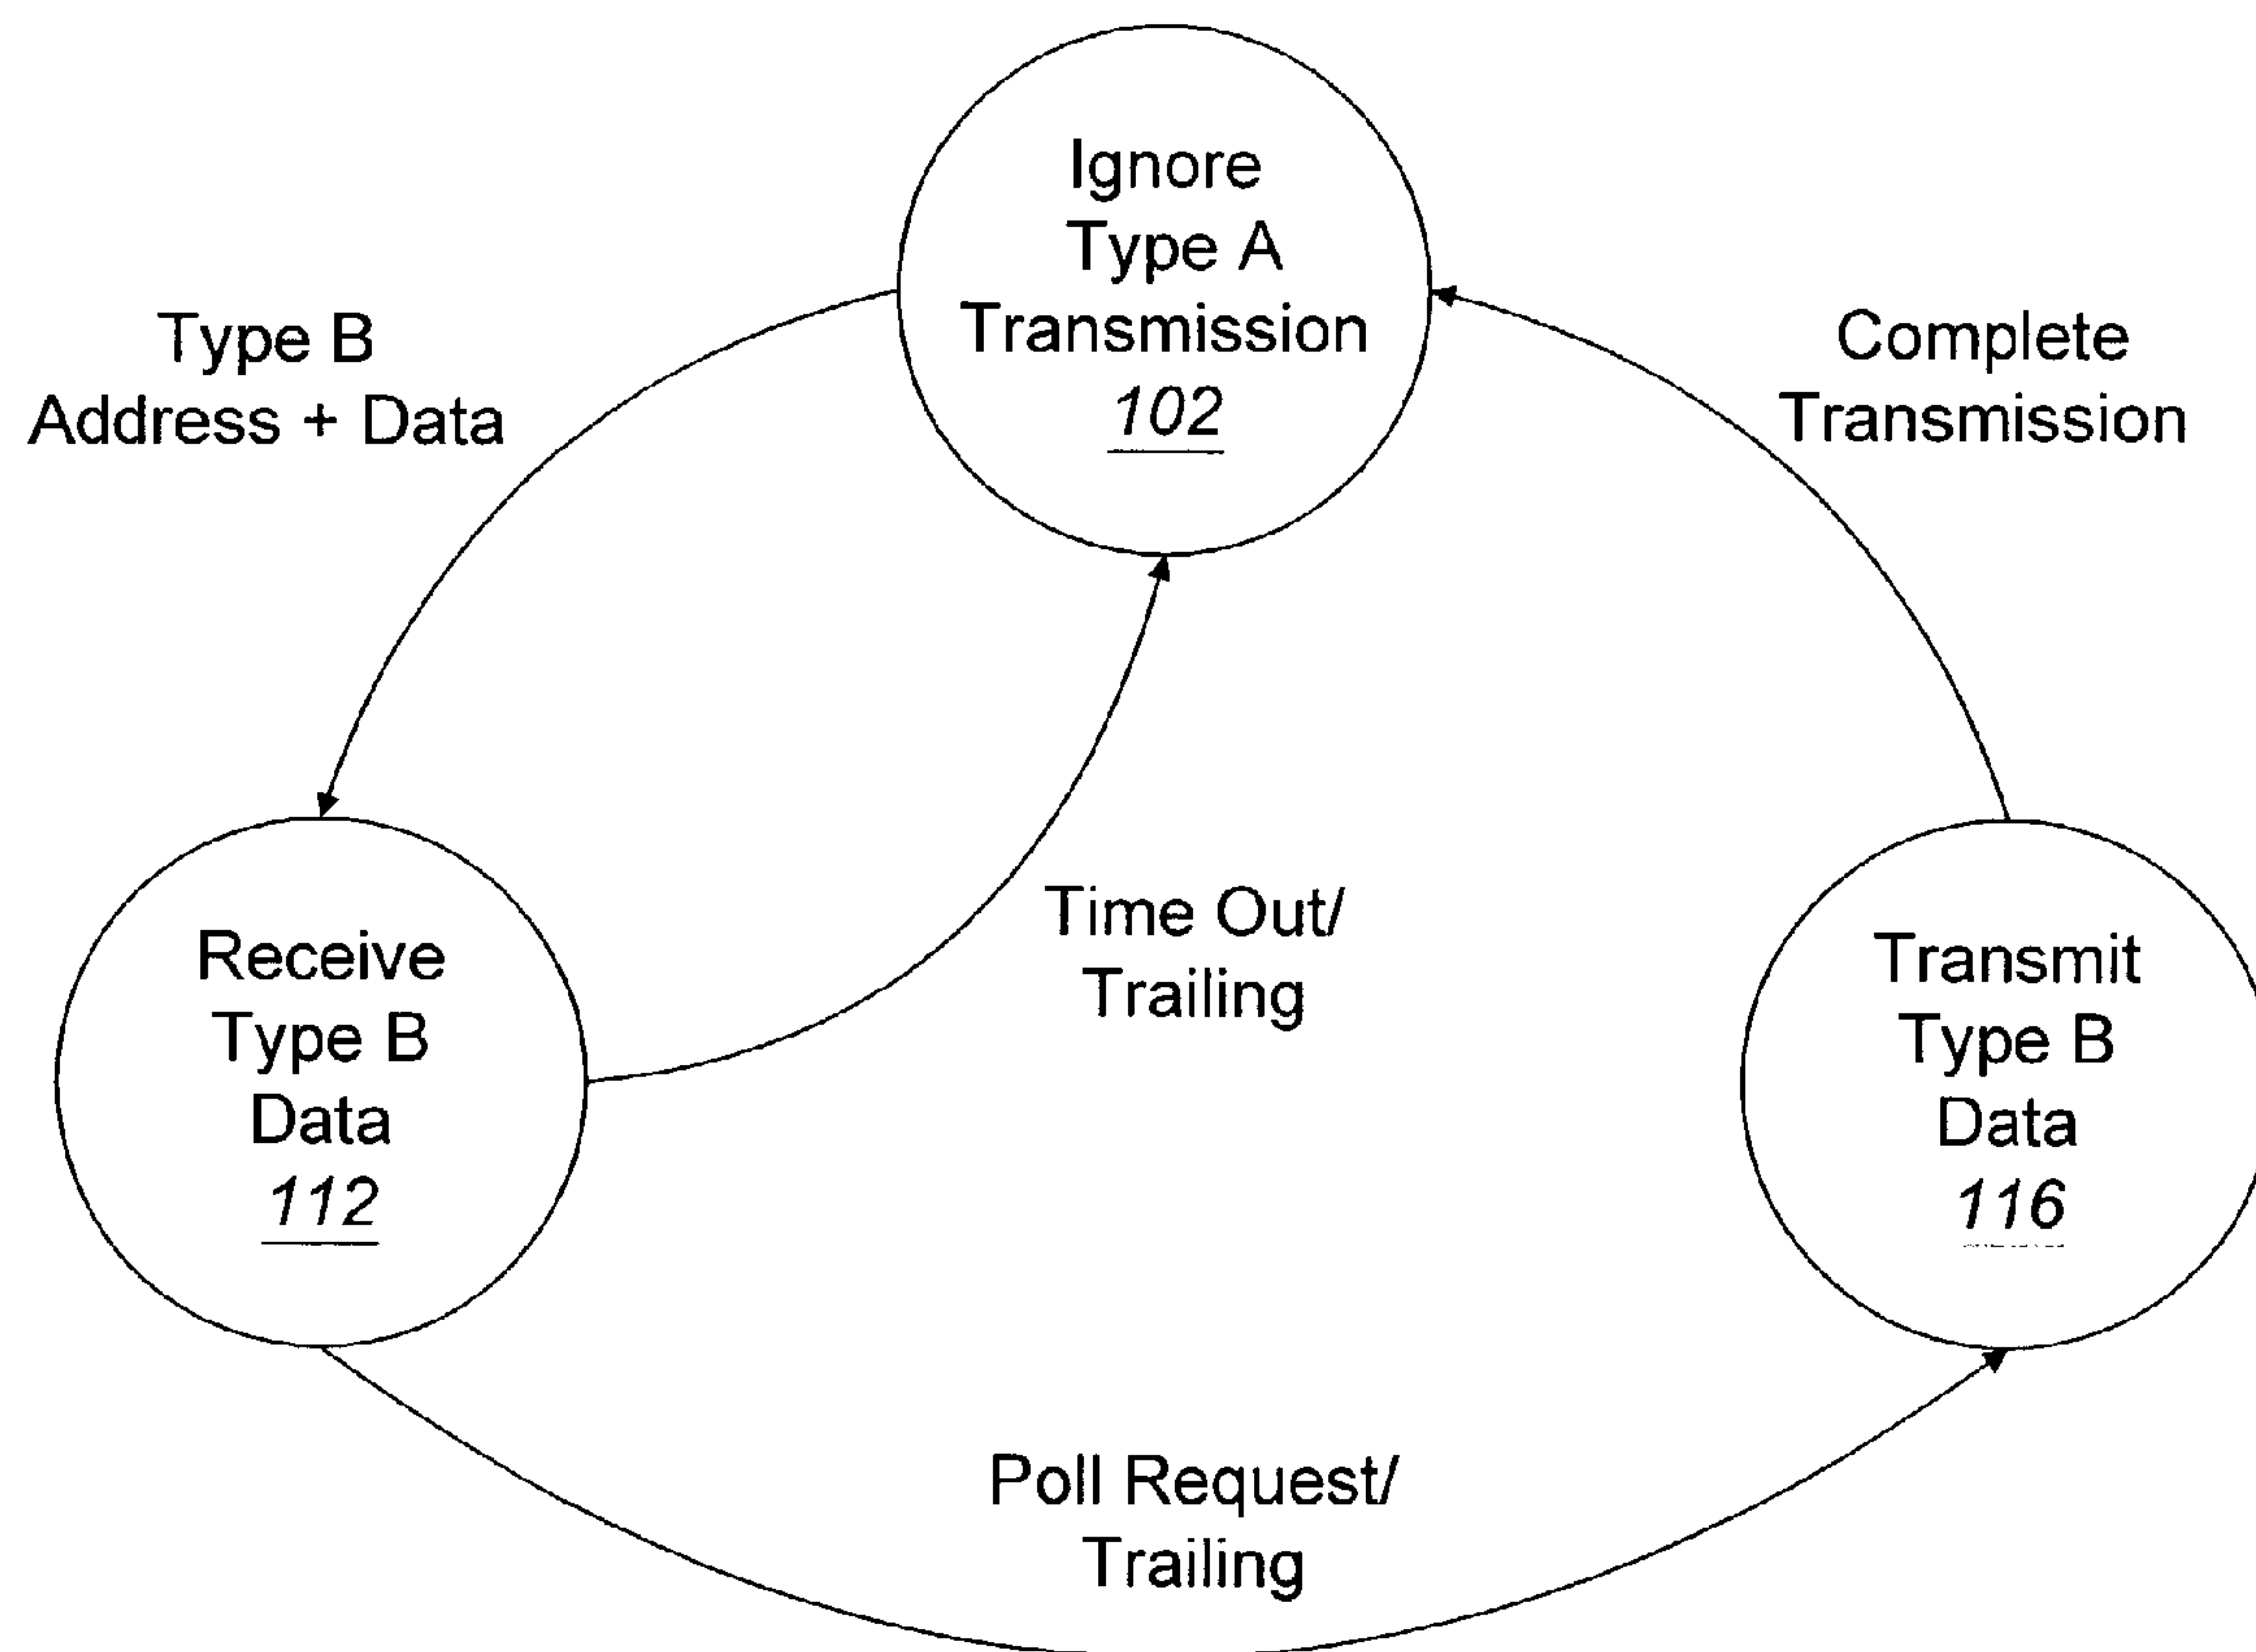 Ignore
Type A
Transmission
102
Type B
Address + Data
Complete
Transmission
Time Out/
Trailing
Receive
Type B
Data
112
Transmit
Type B
Data
116
Poll Request/
Trailing